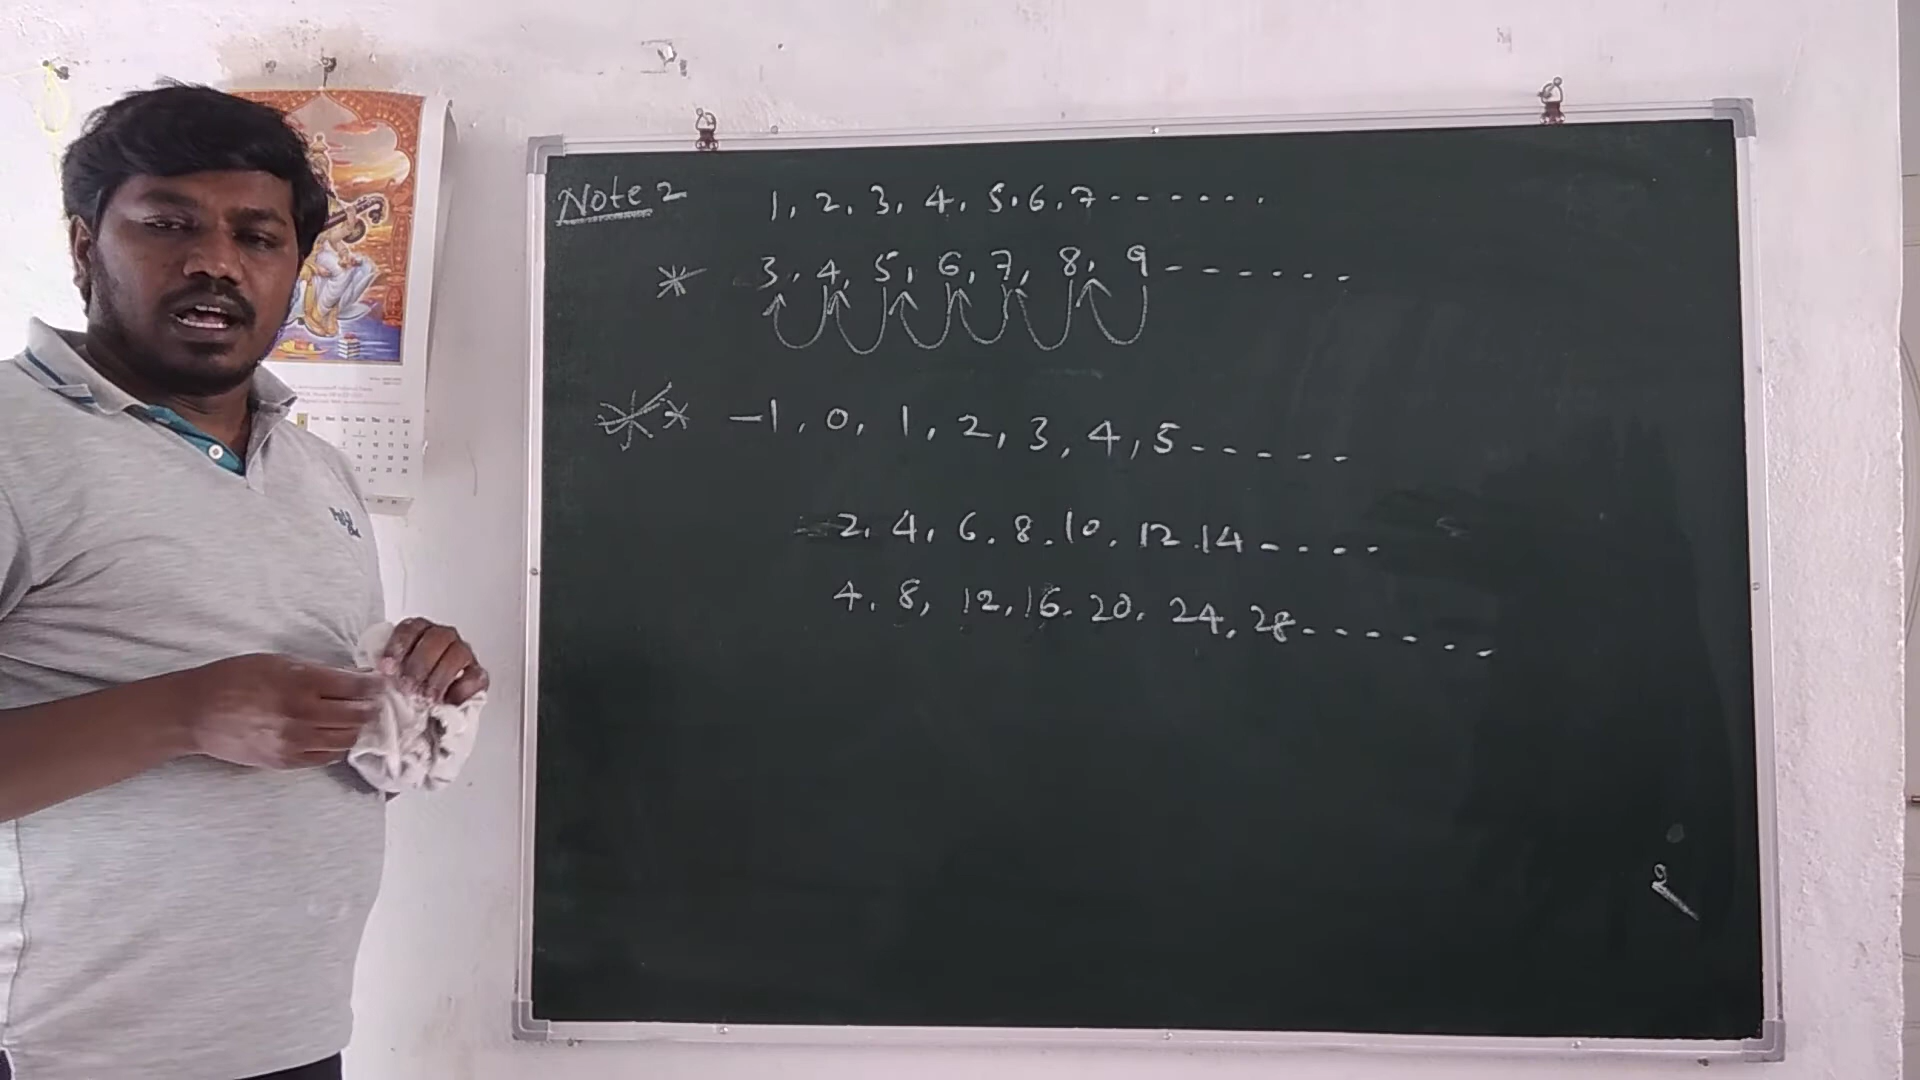 Note 2 1, 2, 3, 4, 5, 6, 7 - - - - - -
* 3, 4, 5, 6, 7, 8, 9 - - - - - -
* * -1, 0, 1, 2, 3, 4, 5 - - - - -
2, 4, 6, 8, 10, 12, 14 - - - -
4, 8, 12, 16, 20, 24, 28 - - - - - -